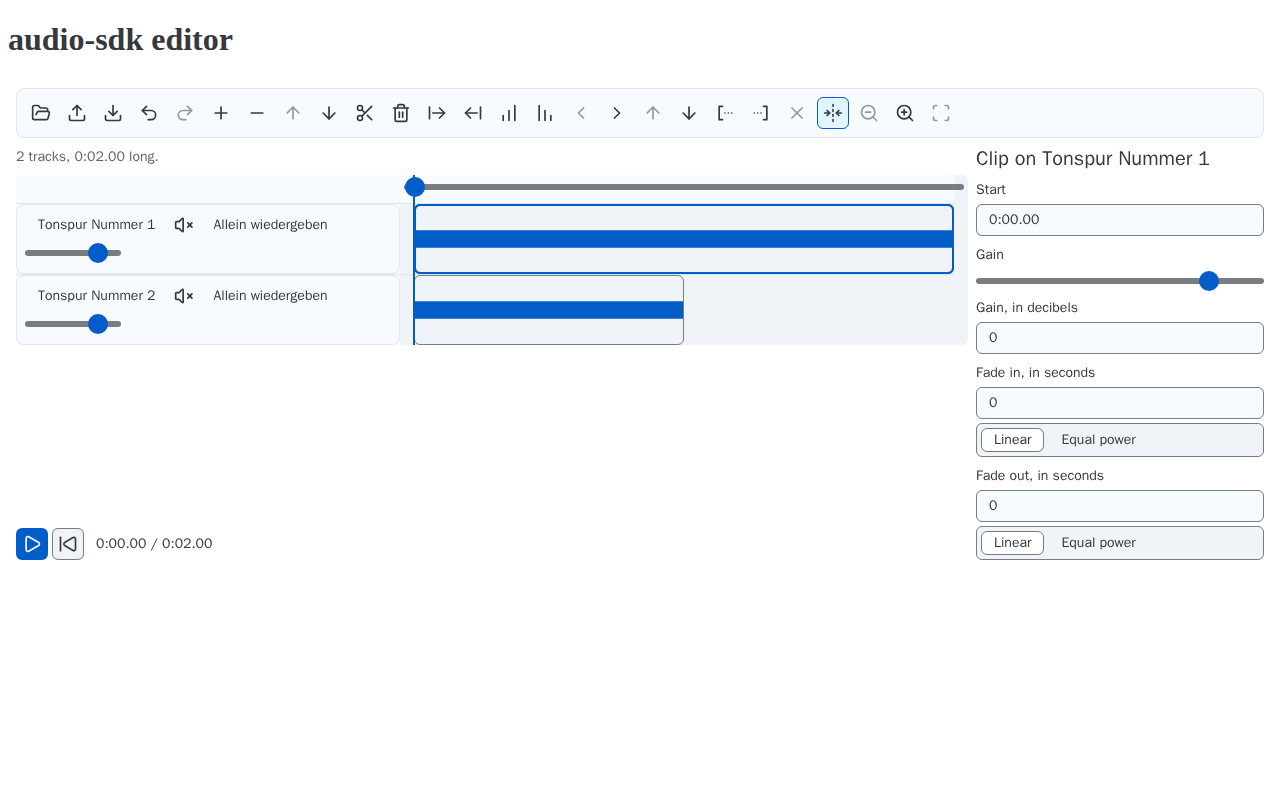 audio-sdk editor
2 tracks, 0:02.00 long.
Tonspur Nummer 1
Allein wiedergeben
Tonspur Nummer 2
Allein wiedergeben
0:00.00 / 0:02.00
Clip on Tonspur Nummer 1
Start
0:00.00
Gain
Gain, in decibels
0
Fade in, in seconds
0
Linear Equal power
Fade out, in seconds
0
Linear Equal power